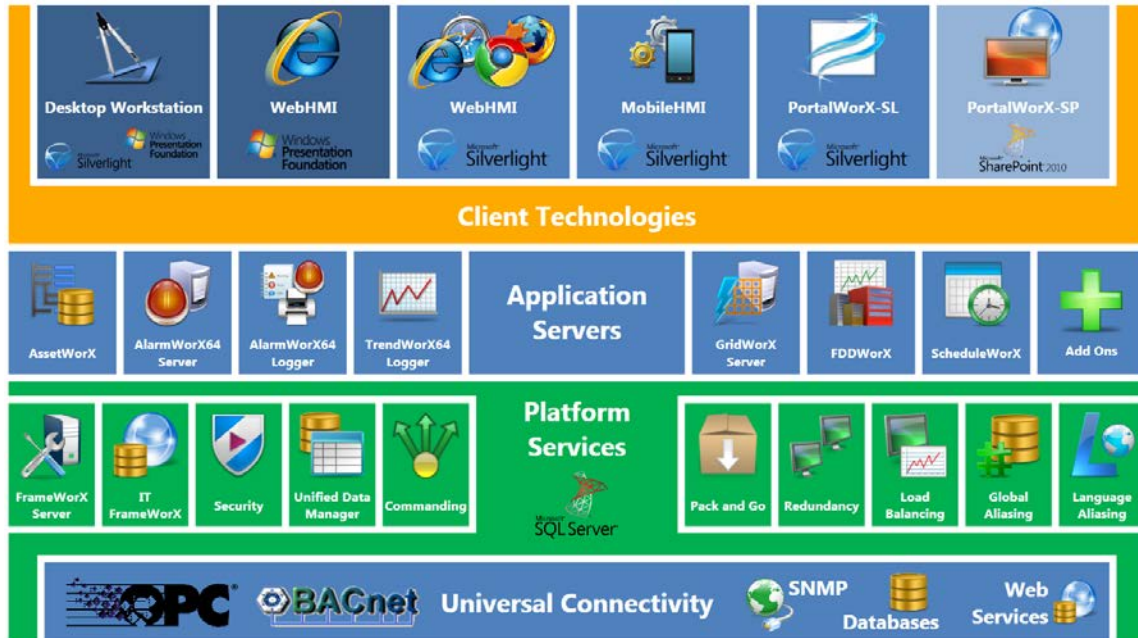 Desktop Workstation
Microsoft Silverlight
Windows Presentation Foundation
WebHMI
Windows Presentation Foundation
WebHMI
Microsoft Silverlight
MobileHMI
Microsoft Silverlight
PortalWorX-SL
Microsoft Silverlight
PortalWorX-SP
Microsoft SharePoint 2010
Client Technologies
AssetWorX
AlarmWorX64
Server
AlarmWorX64
Logger
TrendWorX64
Logger
Application
Servers
GridWorX
Server
FDDWorX
ScheduleWorX
Add Ons
Platform
Services
FrameWorX
Server
IT
FrameWorX
Security
Unified Data
Manager
Commanding
Microsoft
SQL Server
Pack and Go
Redundancy
Load
Balancing
Global
Aliasing
Language
Aliasing
OPC®
BACnet
Universal Connectivity
SNMP
Databases
Web
Services